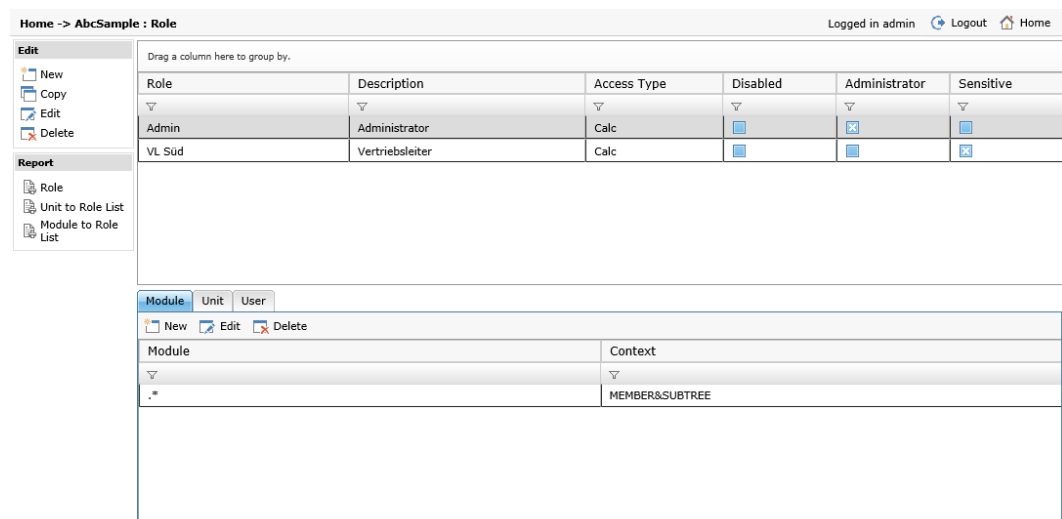 Home -> AbcSample : Role
Logged in admin Logout Home
Edit
New
Copy
Edit
Delete
Report
Role
Unit to Role List
Module to Role
List
Drag a column here to group by.
Role Description Access Type Disabled Administrator Sensitive
Admin Administrator Calc
VL Süd Vertriebsleiter Calc
Module Unit User
New Edit Delete
Module Context
.* MEMBER&SUBTREE